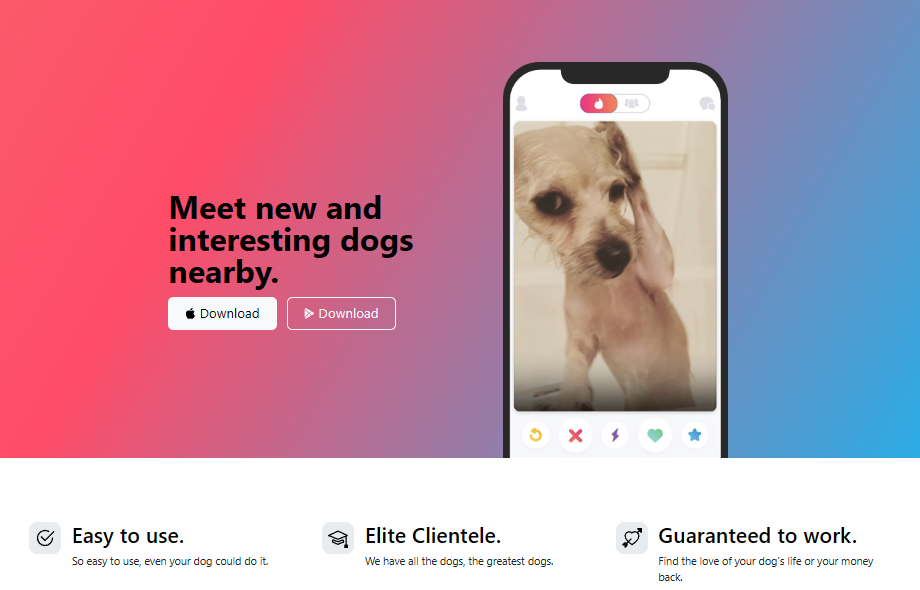 Meet new and
interesting dogs
nearby.
Download
Download
Easy to use.
So easy to use, even your dog could do it.
Elite Clientele.
We have all the dogs, the greatest dogs.
Guaranteed to work.
Find the love of your dog's life or your money
back.